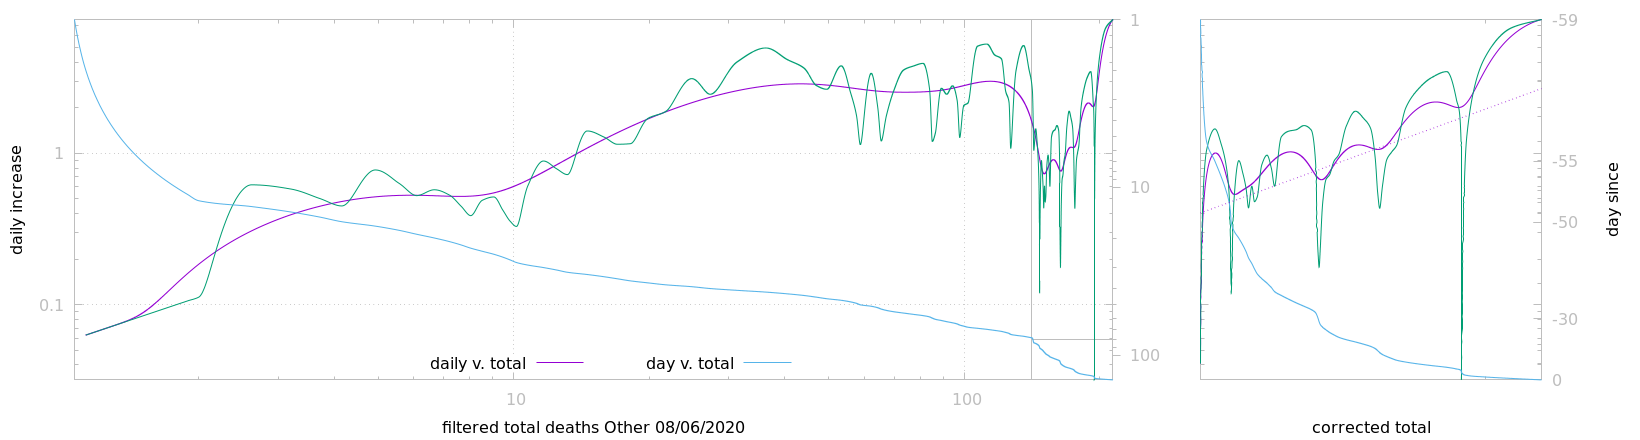 daily increase
1
0.1
daily v. total
day v. total
10
100
filtered total deaths Other 08/06/2020
1
10
100
corrected total
-59
-55
-50
-30
0
day since